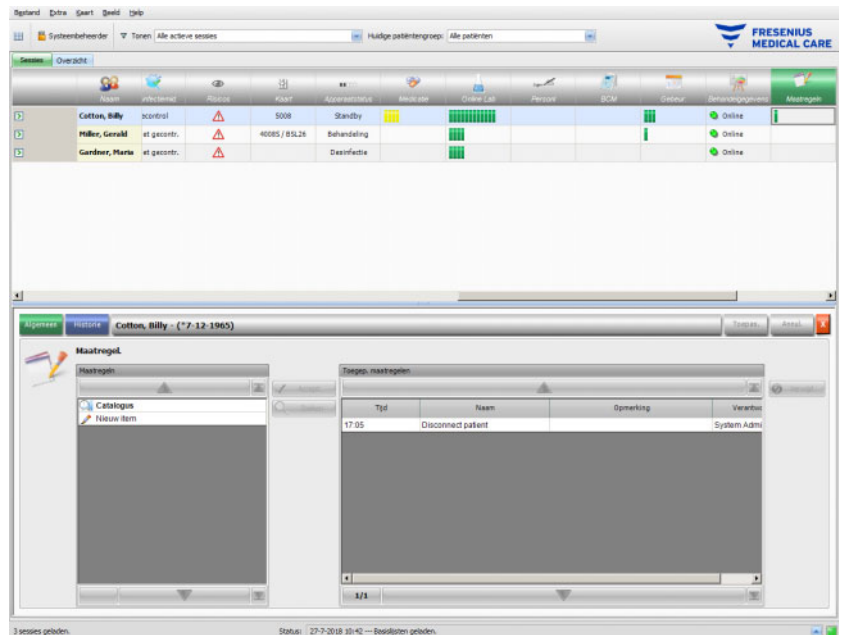 Bestand Extra Kaart Beeld Help
Systeembeheerder Tonen Alle actieve sessies Huidige patiëntengroep: Alle patiënten
FRESENIUS
MEDICAL CARE
Sessies Overzicht
Naam Risicos Kaart Apparaatstatus Medicatie Online Lab BCM Gebeur. Behandelgegevens Maatregeln
Cotton, Billy econtrol 5008 Standby Online
Miller, Gerald et gecontr. 4008S / BSL26 Behandeling Online
Gardner, Maria et gecontr. Desinfectie Online
Algemeen Historie Cotton, Billy - (*7-12-1965) Toepas. Annul. X
Maatregel.
Maatregeln Toegep. maatregelen
Catalogus
Nieuw item
Tijd Naam Opmerking Verantwo
17:05 Disconnect patient System Admi
1/1
3 sessies geladen. Status: 27-7-2018 10:42 --- Basislijsten geladen.